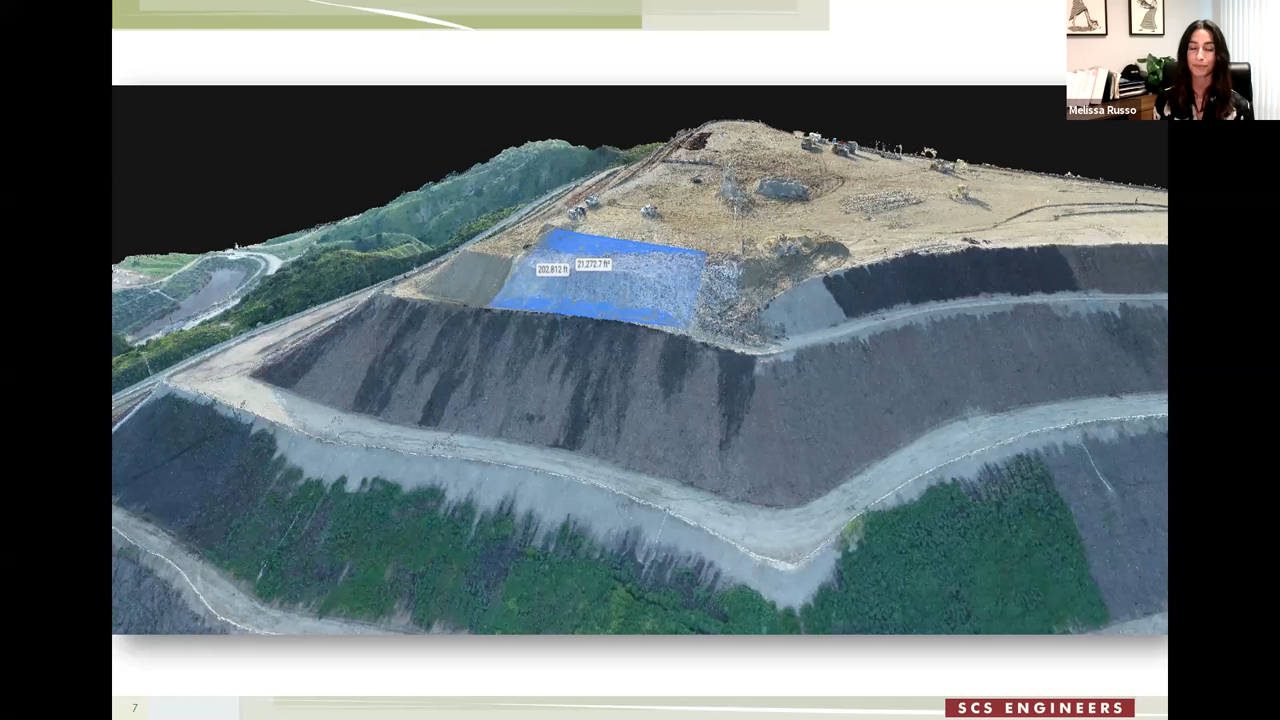 Melissa Russo
202.812 ft
21,272.7 ft²
7
SCS ENGINEERS